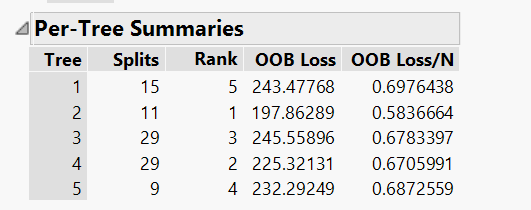 Per-Tree Summaries
Tree Splits Rank OOB Loss OOB Loss/N
1 15 5 243.47768 0.6976438
2 11 1 197.86289 0.5836664
3 29 3 245.55896 0.6783397
4 29 2 225.32131 0.6705991
5 9 4 232.29249 0.6872559